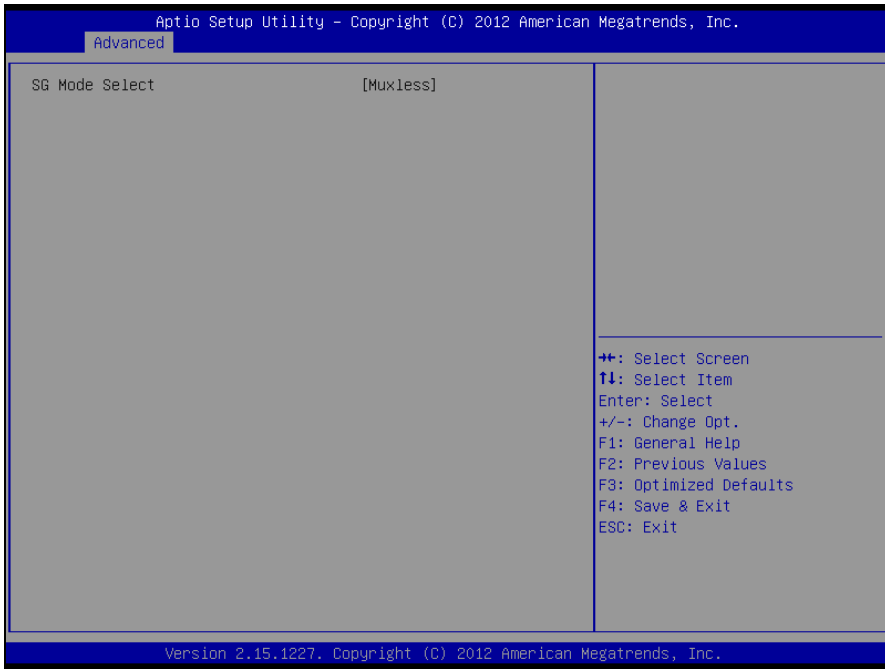 Aptio Setup Utility – Copyright (C) 2012 American Megatrends, Inc.
Advanced
SG Mode Select [Muxless]
→←: Select Screen
↑↓: Select Item
Enter: Select
+/-: Change Opt.
F1: General Help
F2: Previous Values
F3: Optimized Defaults
F4: Save & Exit
ESC: Exit
Version 2.15.1227. Copyright (C) 2012 American Megatrends, Inc.